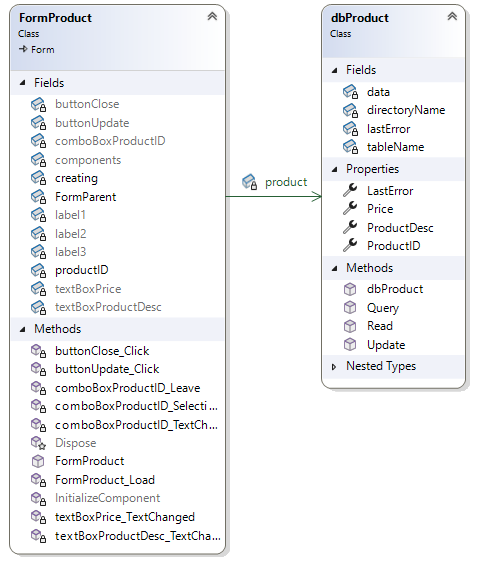 FormProduct
Class
Form
Fields
buttonClose
buttonUpdate
comboBoxProductID
components
creating
FormParent
label1
label2
label3
productID
textBoxPrice
textBoxProductDesc
Methods
buttonClose_Click
buttonUpdate_Click
comboBoxProductID_Leave
comboBoxProductID_Selecti...
comboBoxProductID_TextCh...
Dispose
FormProduct
FormProduct_Load
InitializeComponent
textBoxPrice_TextChanged
textBoxProductDesc_TextCha...
product
dbProduct
Class
Fields
data
directoryName
lastError
tableName
Properties
LastError
Price
ProductDesc
ProductID
Methods
dbProduct
Query
Read
Update
Nested Types